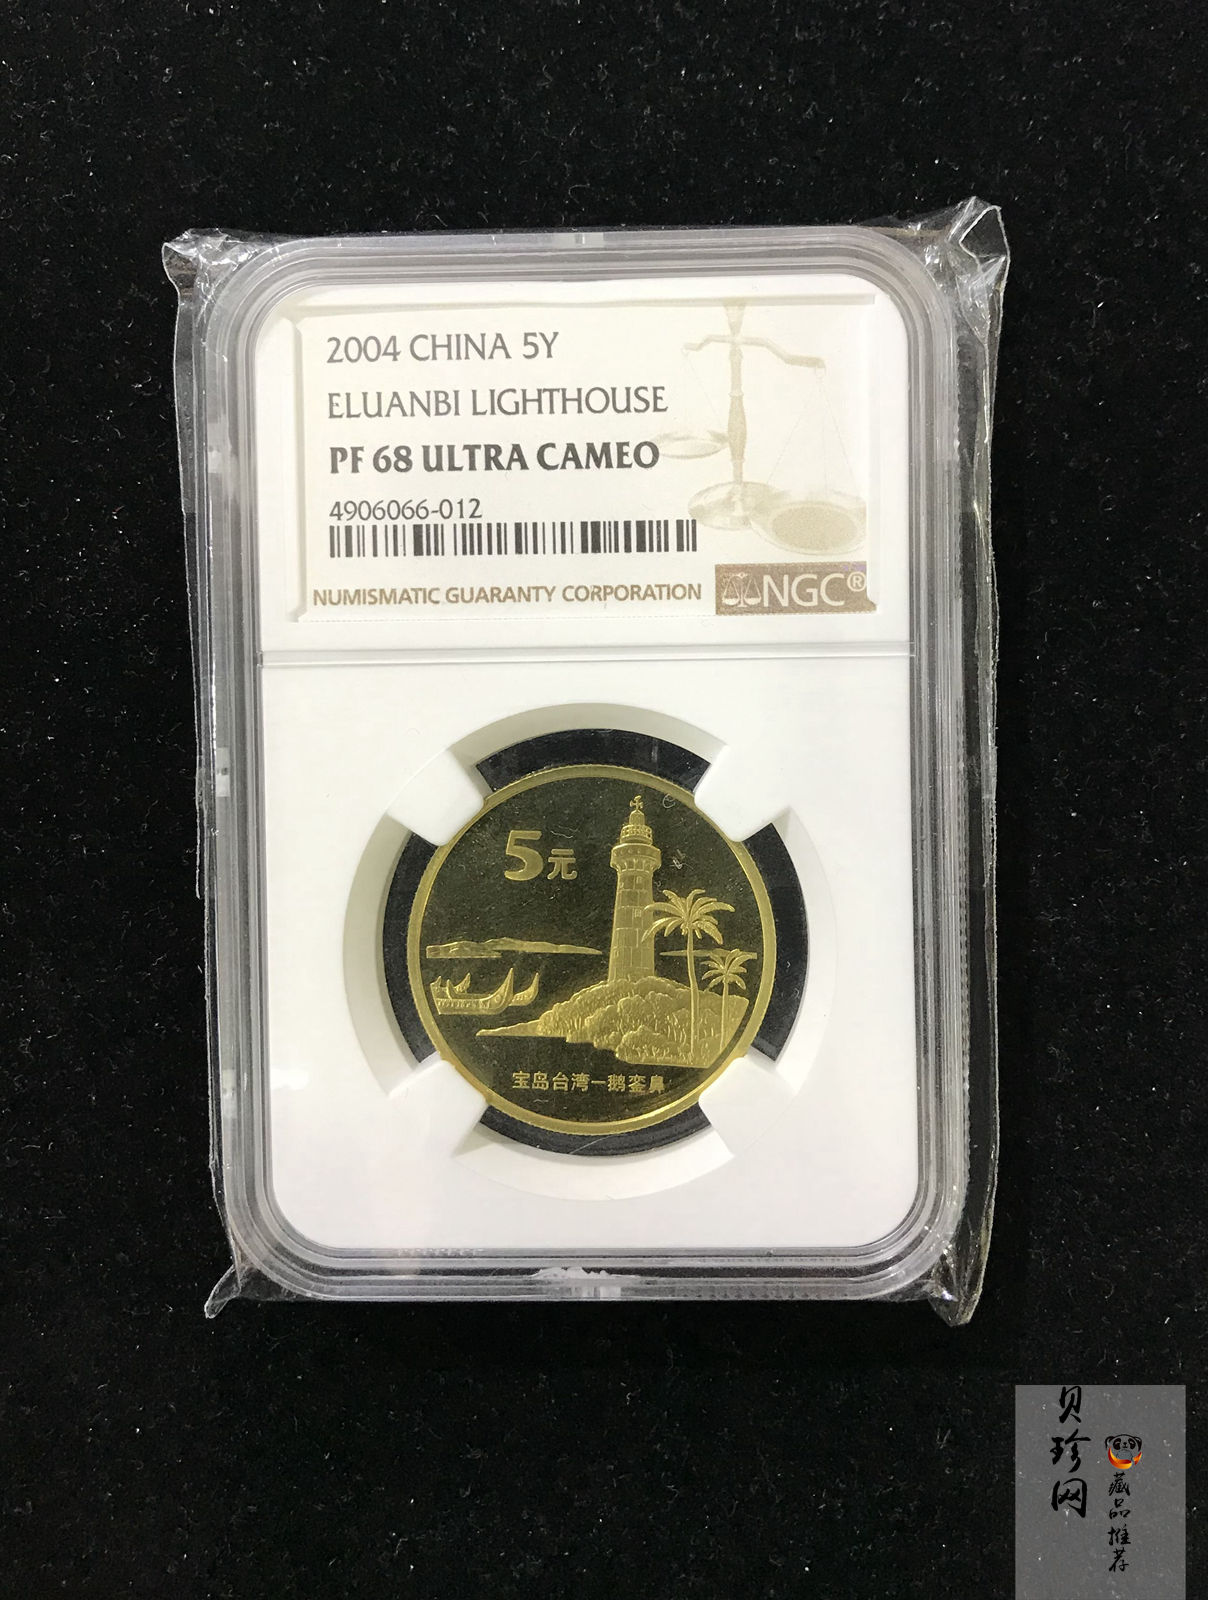 2004 CHINA 5Y
ELUANBI LIGHTHOUSE
PF 68 ULTRA CAMEO
4906066-012
NUMISMATIC GUARANTY CORPORATION
NGC®
5元
宝岛台湾－鹅銮鼻
贝珍网
藏品推荐